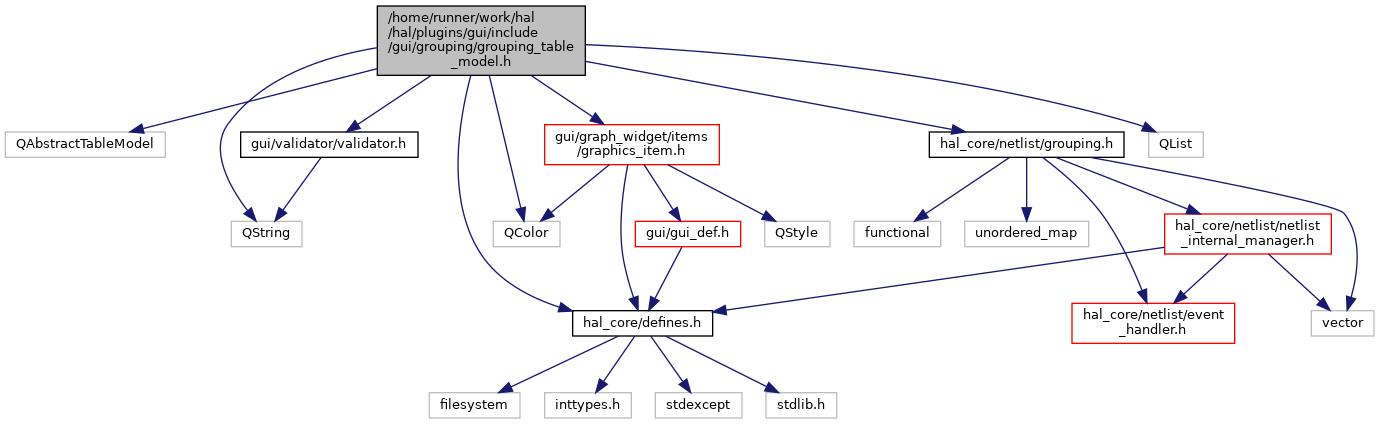 /home/runner/work/hal
/hal/plugins/gui/include
/gui/grouping/grouping_table
_model.h
QAbstractTableModel
gui/validator/validator.h
gui/graph_widget/items
/graphics_item.h
hal_core/netlist/grouping.h
QList
QString
QColor
gui/gui_def.h
QStyle
functional
unordered_map
hal_core/netlist/netlist
_internal_manager.h
hal_core/defines.h
hal_core/netlist/event
_handler.h
vector
filesystem
inttypes.h
stdexcept
stdlib.h